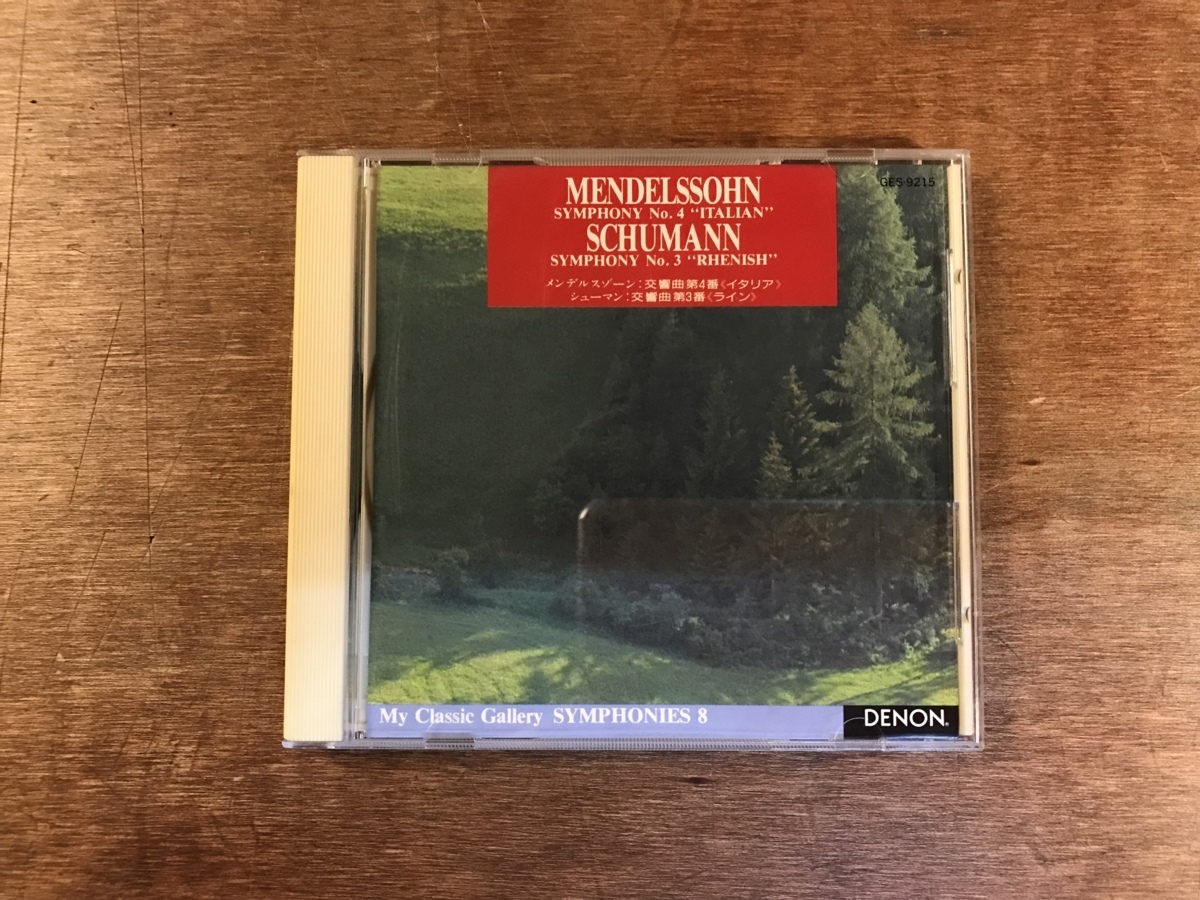 GES-9215
MENDELSSOHN
SYMPHONY No. 4 “ITALIAN”
SCHUMANN
SYMPHONY No. 3 “RHENISH”
メンデルスゾーン：交響曲第4番《イタリア》
シューマン：交響曲第3番《ライン》
My Classic Gallery SYMPHONIES 8
DENON®